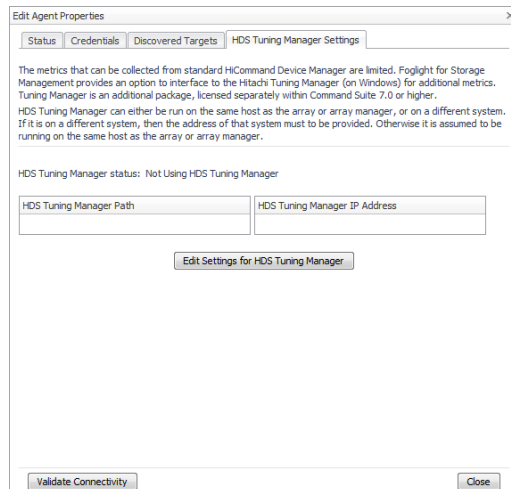 Edit Agent Properties
×
Status Credentials Discovered Targets HDS Tuning Manager Settings
The metrics that can be collected from standard HiCommand Device Manager are limited. Foglight for Storage
Management provides an option to interface to the Hitachi Tuning Manager (on Windows) for additional metrics.
Tuning Manager is an additional package, licensed separately within Command Suite 7.0 or higher.
HDS Tuning Manager can either be run on the same host as the array or array manager, or on a different system.
If it is on a different system, then the address of that system must be provided. Otherwise it is assumed to be
running on the same host as the array or array manager.
HDS Tuning Manager status: Not Using HDS Tuning Manager
HDS Tuning Manager Path HDS Tuning Manager IP Address
Edit Settings for HDS Tuning Manager
Validate Connectivity Close